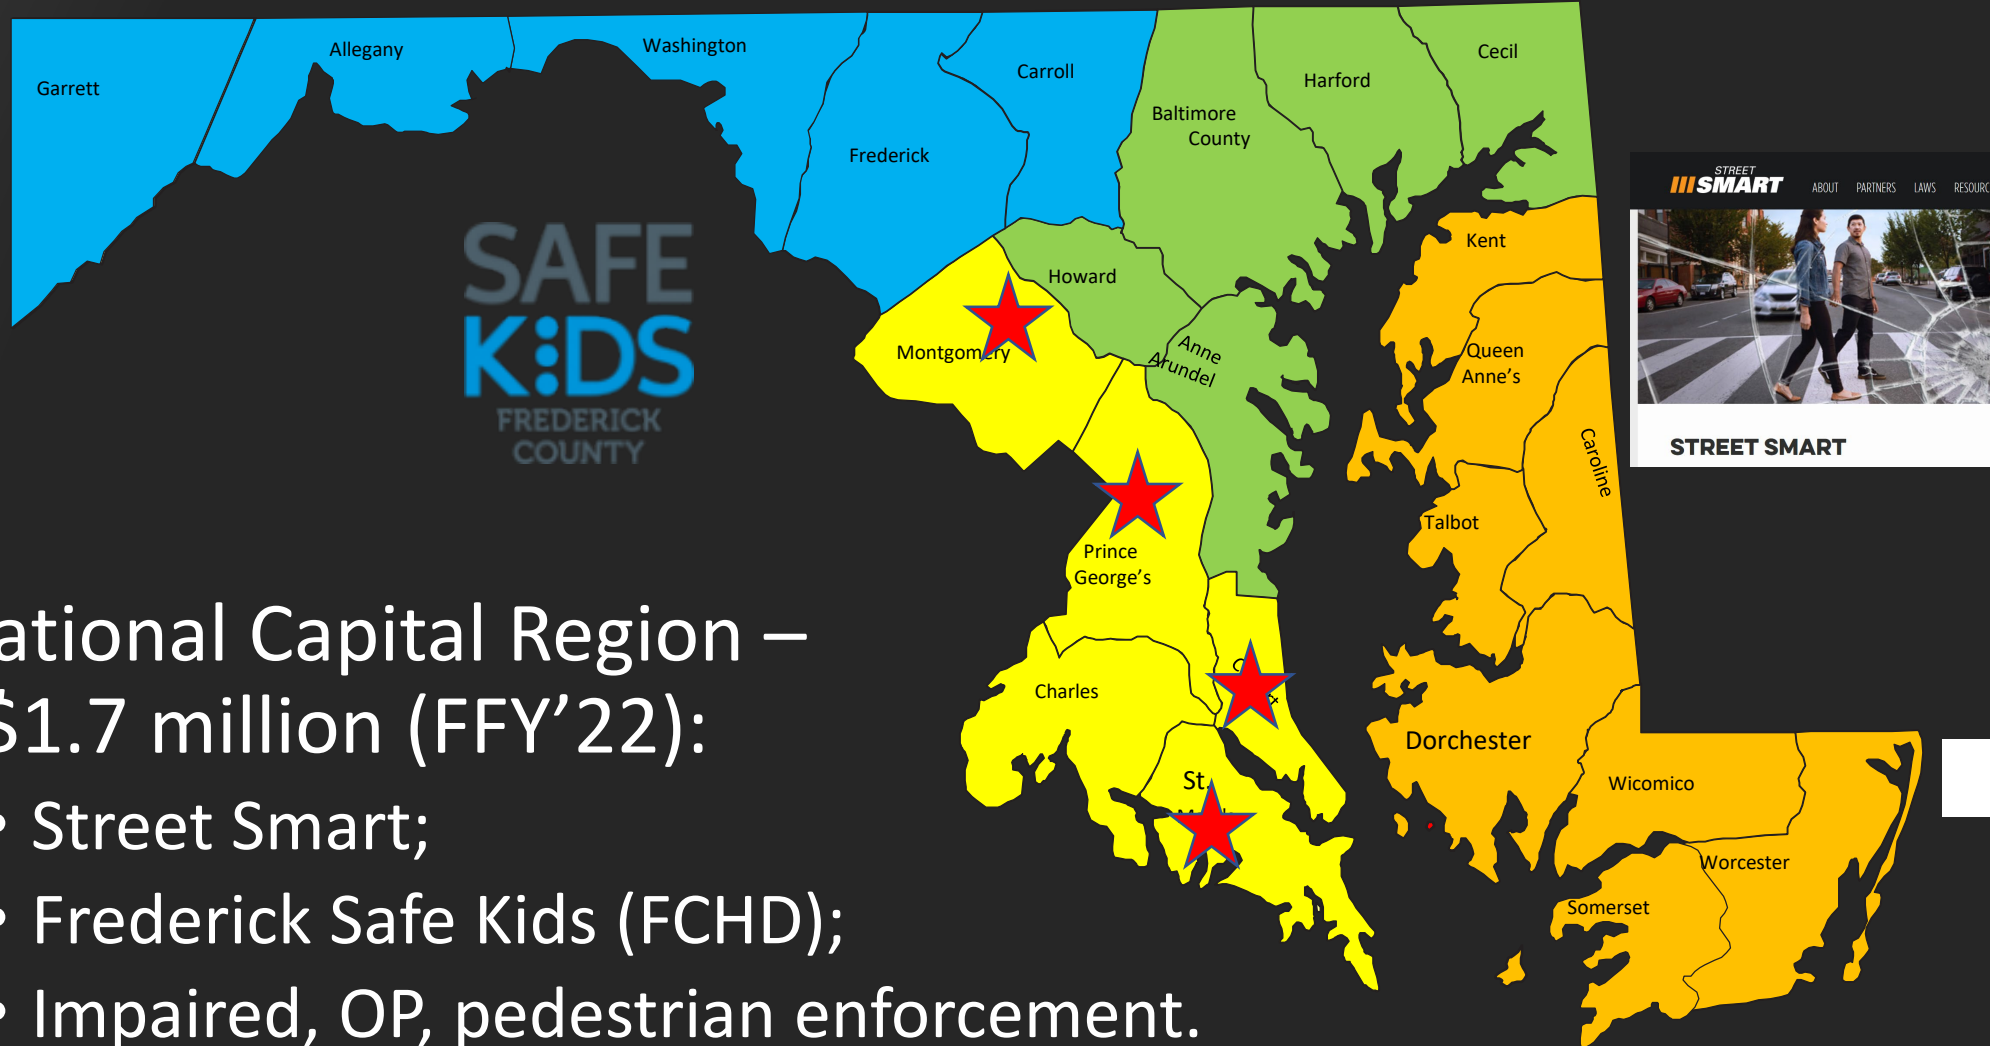 Garrett
Allegany
Washington
Frederick
Carroll
Baltimore
County
Harford
Cecil
Howard
Montgomery
Anne
Arundel
Kent
Queen
Anne's
Caroline
Talbot
Prince
George's
Charles
St.
Dorchester
Wicomico
Worcester
Somerset
SAFE
KIDS
FREDERICK
COUNTY
STREET
SMART
ABOUT PARTNERS LAWS RESOURC
STREET SMART
ational Capital Region –
$1.7 million (FFY'22):
• Street Smart;
• Frederick Safe Kids (FCHD);
• Impaired, OP, pedestrian enforcement.